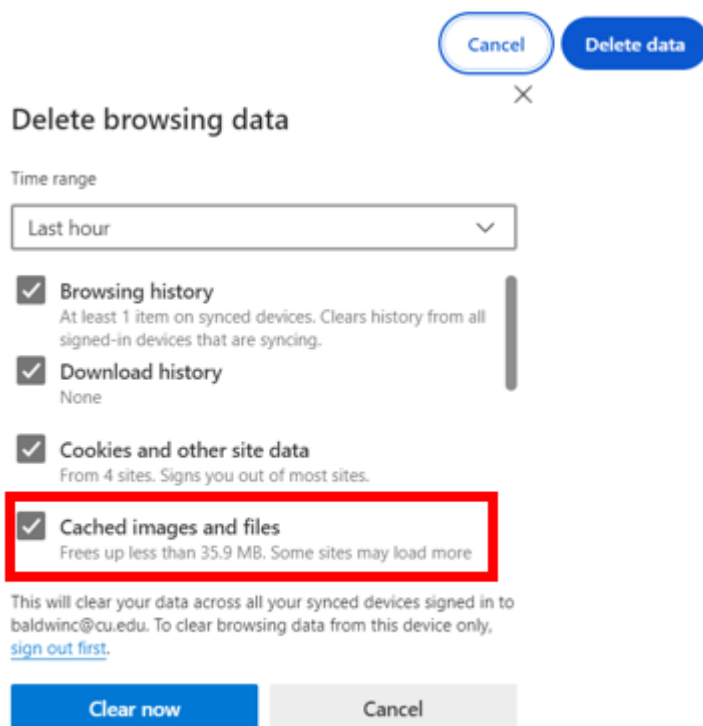 Cancel
Delete data
Delete browsing data
Time range
Last hour
Browsing history
At least 1 item on synced devices. Clears history from all
signed-in devices that are syncing.
Download history
None
Cookies and other site data
From 4 sites. Signs you out of most sites.
Cached images and files
Frees up less than 35.9 MB. Some sites may load more
This will clear your data across all your synced devices signed in to
baldwinc@cu.edu. To clear browsing data from this device only,
sign out first.
Clear now
Cancel